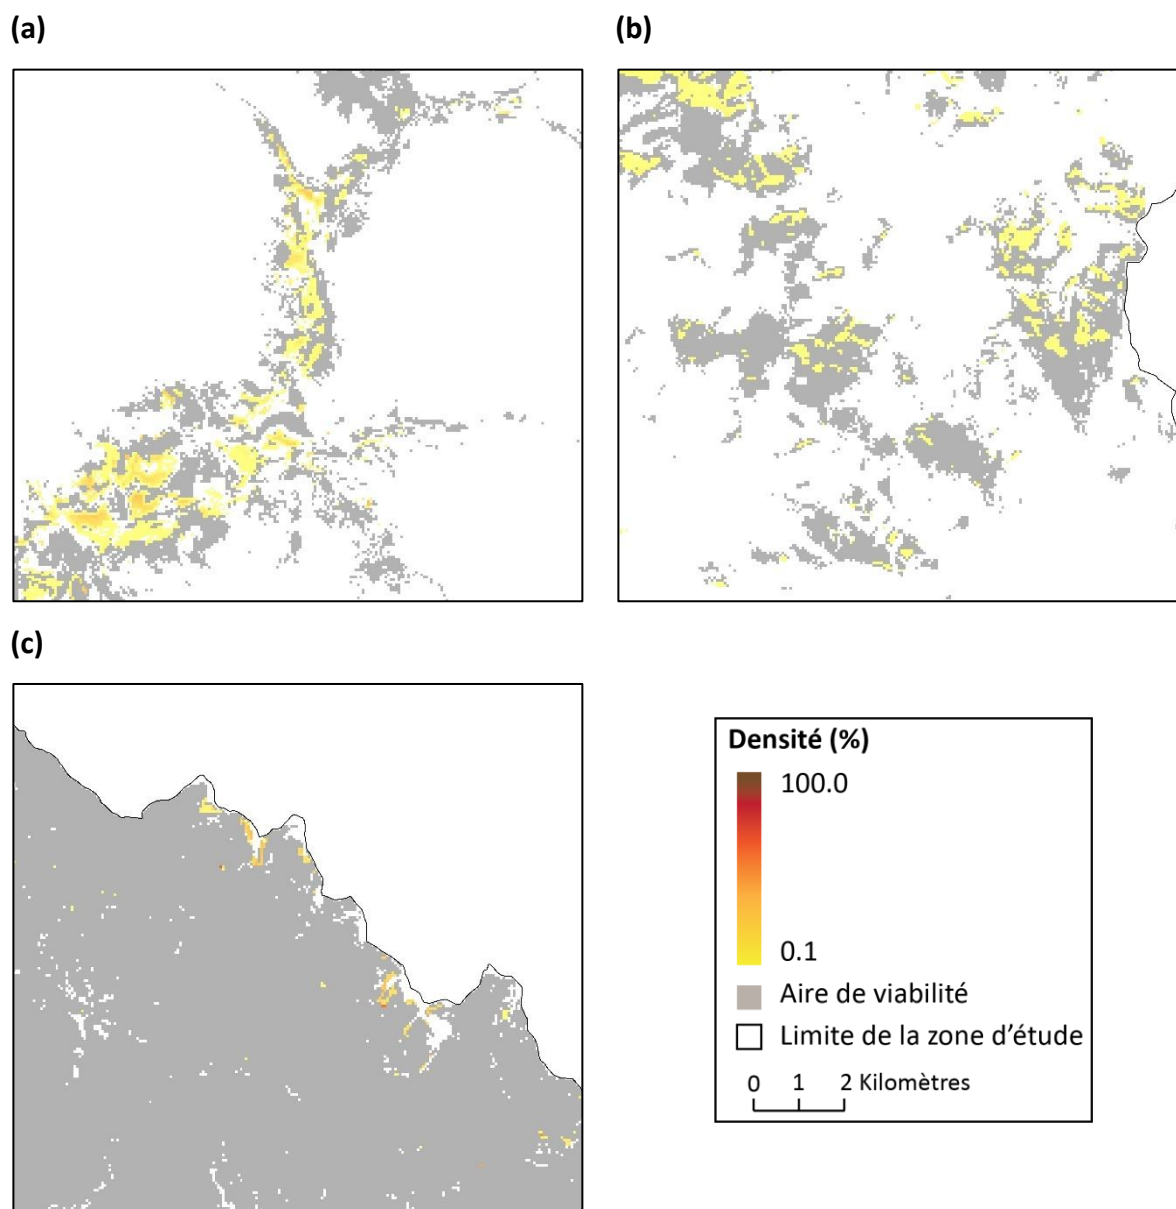 (a)
(b)
(c)
Densité (%)
100.0
0.1
Aire de viabilité
Limite de la zone d'étude
0 1 2 Kilomètres